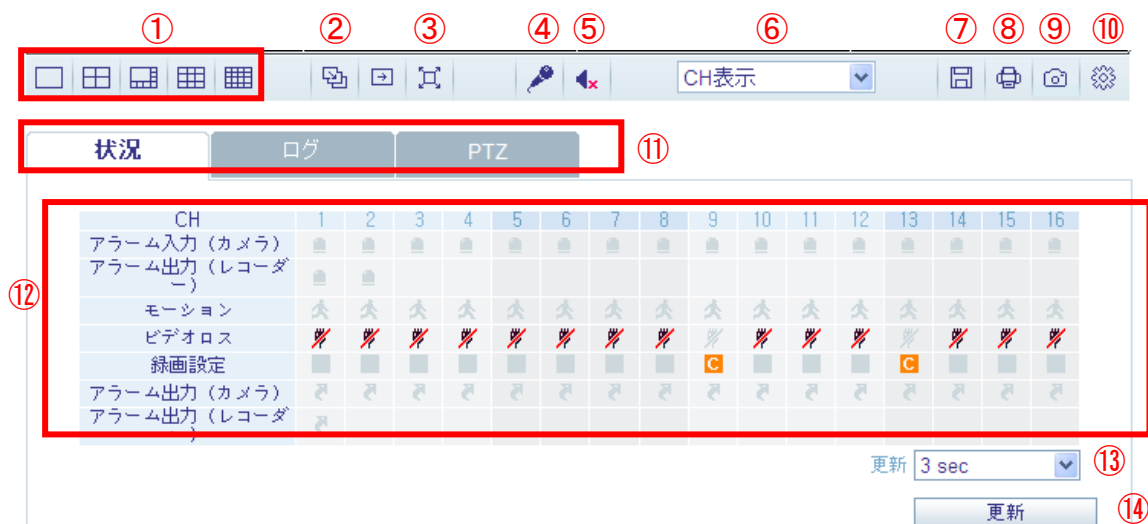 ① ② ③ ④ ⑤ ⑥ ⑦ ⑧ ⑨ ⑩
CH表示
状況 ログ PTZ ⑪
CH 1 2 3 4 5 6 7 8 9 10 11 12 13 14 15 16
アラーム入力（カメラ）
アラーム出力（レコーダ
ー）
⑫
モーション
ビデオロス
録画設定 C C
アラーム出力（カメラ）
アラーム出力（レコーダ
更新 3 sec ⑬
更新 ⑭